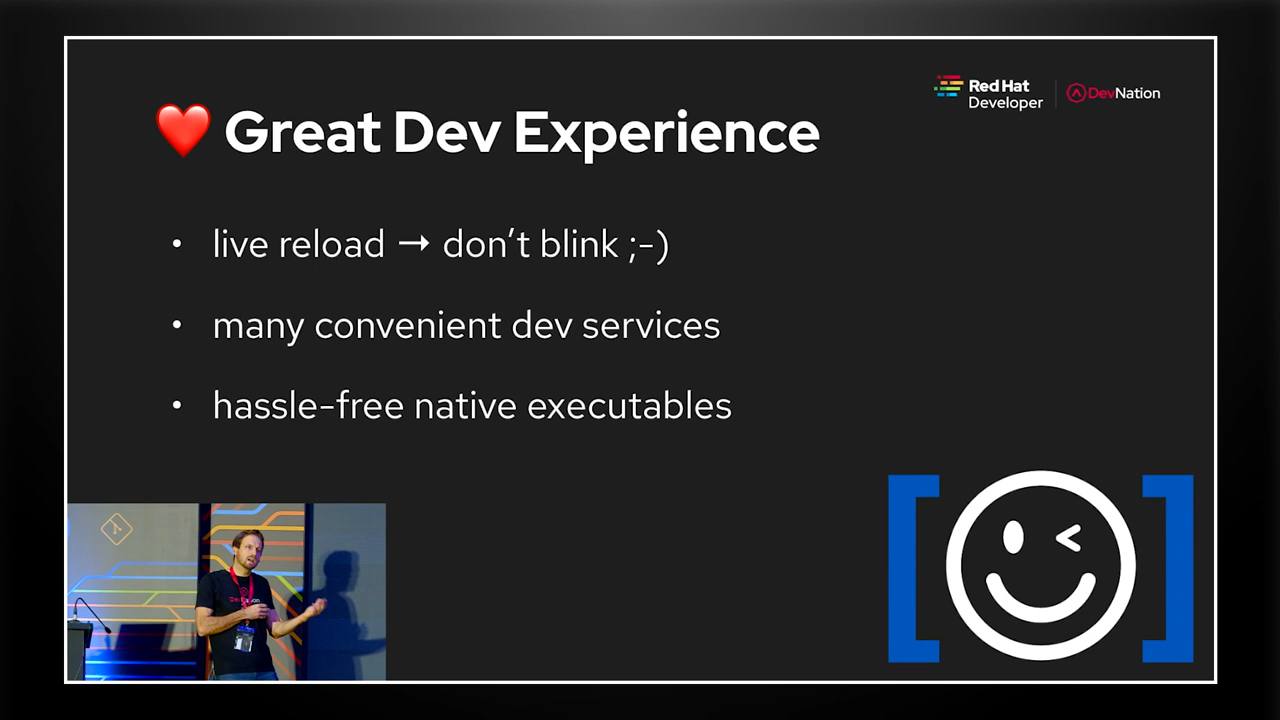 Red Hat
Developer
DevNation
❤️ Great Dev Experience
• live reload → don’t blink ;-)
• many convenient dev services
• hassle-free native executables